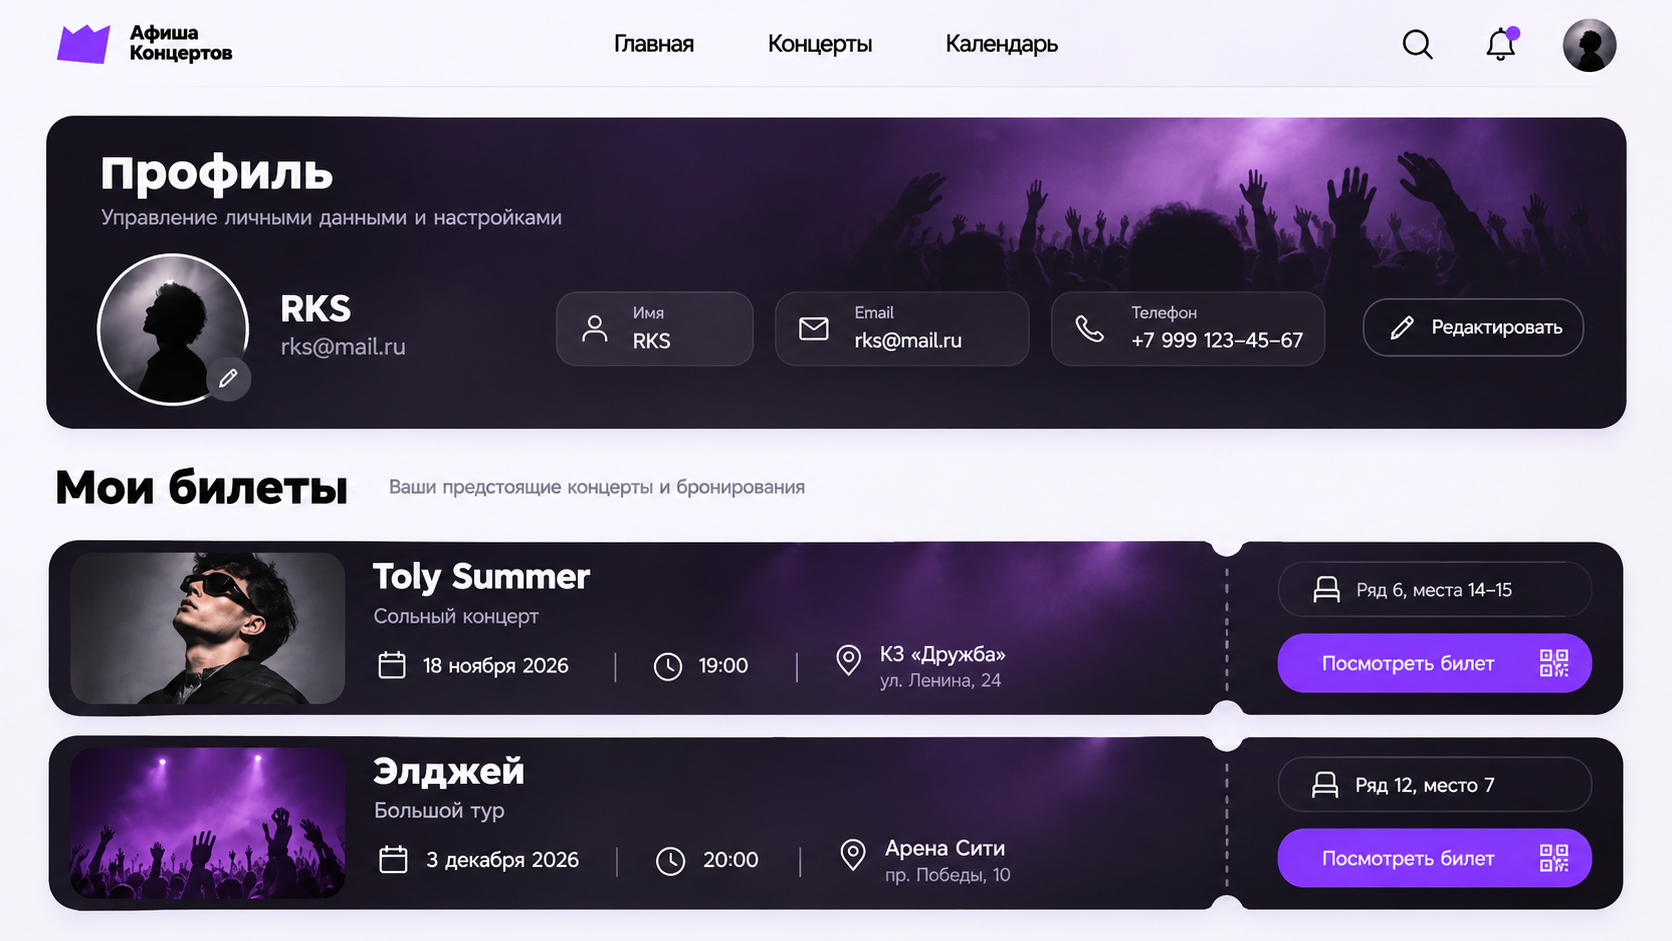 Афиша
Концертов
Главная
Концерты
Календарь
Профиль
Управление личными данными и настройками
RKS
rks@mail.ru
Имя
RKS
Email
rks@mail.ru
Телефон
+7 999 123–45–67
Редактировать
Мои билеты
Ваши предстоящие концерты и бронирования
Toly Summer
Сольный концерт
18 ноября 2026
19:00
КЗ «Дружба»
ул. Ленина, 24
Ряд 6, места 14–15
Посмотреть билет
Элджей
Большой тур
3 декабря 2026
20:00
Арена Сити
пр. Победы, 10
Ряд 12, место 7
Посмотреть билет